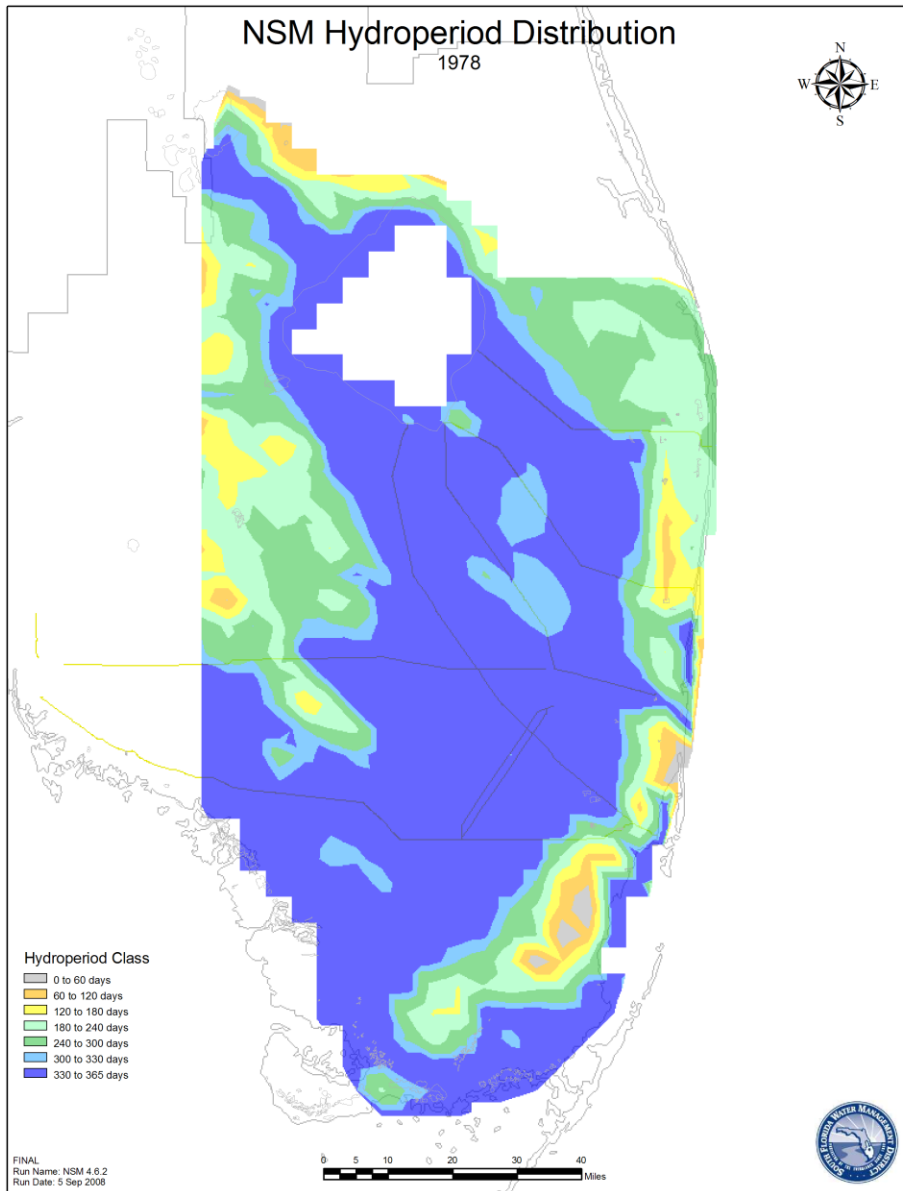 NSM Hydroperiod Distribution
1978
N
W
E
S
Hydroperiod Class
0 to 60 days
60 to 120 days
120 to 180 days
180 to 240 days
240 to 300 days
300 to 330 days
330 to 365 days
FINAL
Run Name: NSM 4.6.2
Run Date: 5 Sep 2008
0 5 10 20 30 40
Miles
SOUTH FLORIDA WATER MANAGEMENT DISTRICT